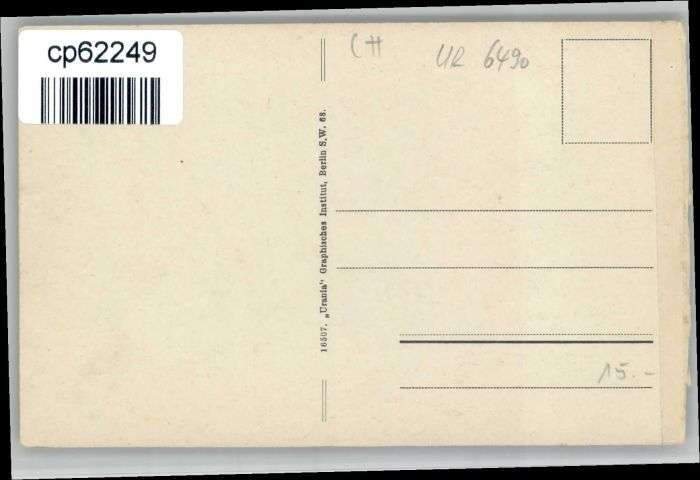 cp62249
CH UR 6490
16507. „Urania“ Graphisches Institut, Berlin S.W. 68.
15.-